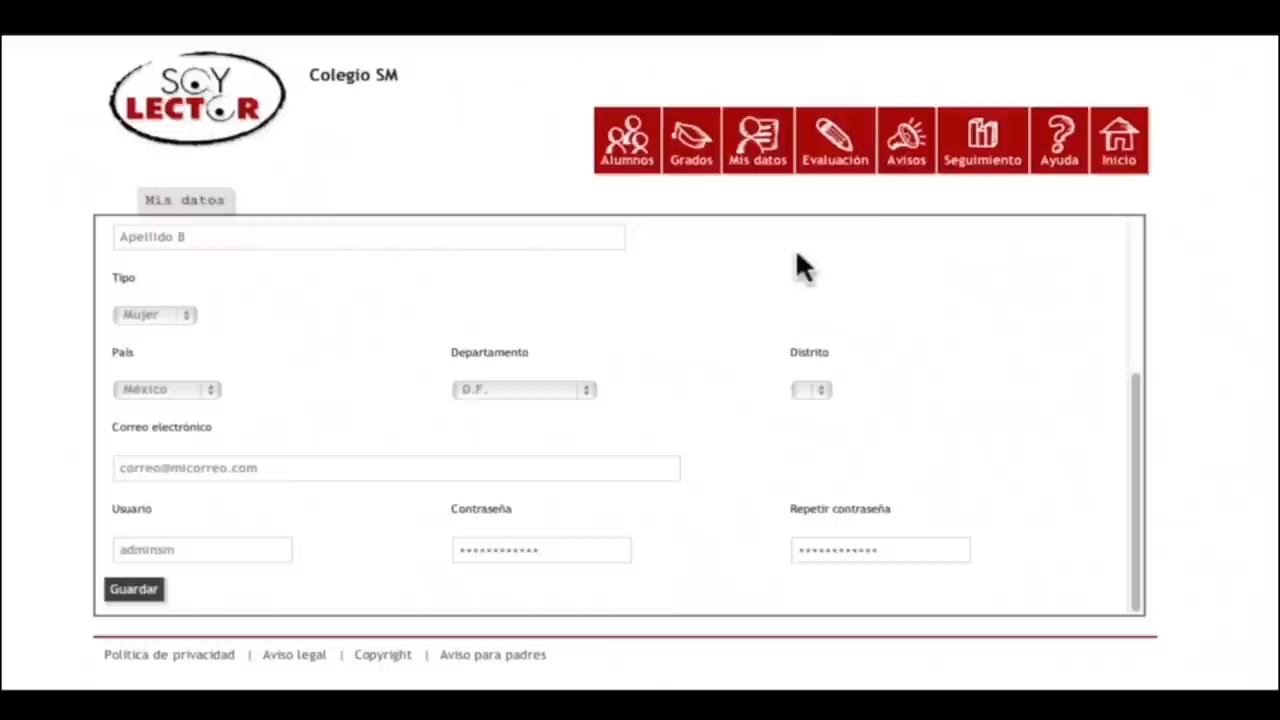 SOY
LECTOR
Colegio SM
Alumnos Grados Mis datos Evaluación Avisos Seguimiento Ayuda Inicio
Mis datos
Apellido B
Tipo
Mujer
País Departamento Distrito
México D.F.
Correo electrónico
correo@micorreo.com
Usuario Contraseña Repetir contraseña
adminsm •••••••••••• ••••••••••••
Guardar
Política de privacidad | Aviso legal | Copyright | Aviso para padres